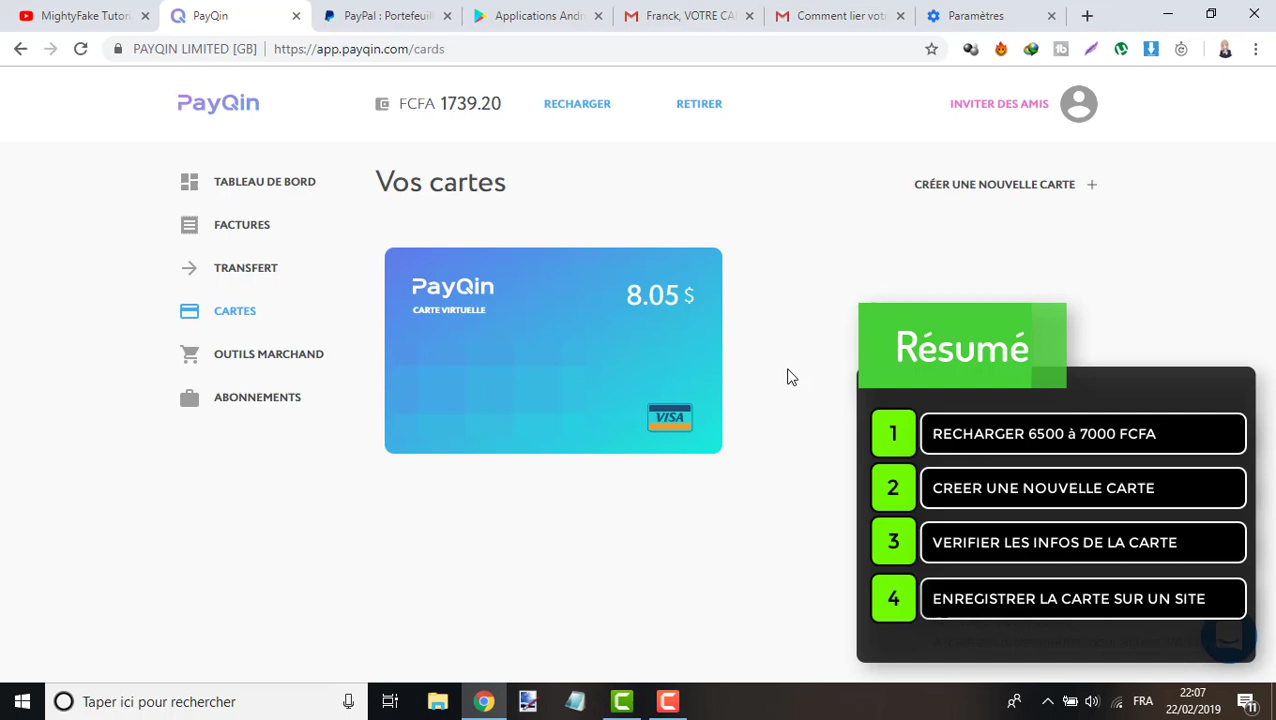 MightyFake Tutori
PayQin
PayPal : Portefeuil
Applications Andr
Franck, VOTRE CA
Comment lier vot
Paramètres
PAYQIN LIMITED [GB] | https://app.payqin.com/cards
PayQin
FCFA 1739.20
RECHARGER
RETIRER
INVITER DES AMIS
TABLEAU DE BORD
FACTURES
TRANSFERT
CARTES
OUTILS MARCHAND
ABONNEMENTS
Vos cartes
CRÉER UNE NOUVELLE CARTE +
PayQin
CARTE VIRTUELLE
8.05 $
VISA
Résumé
1 RECHARGER 6500 à 7000 FCFA
2 CREER UNE NOUVELLE CARTE
3 VERIFIER LES INFOS DE LA CARTE
4 ENREGISTRER LA CARTE SUR UN SITE
Taper ici pour rechercher
FRA
22:07
22/02/2019
11